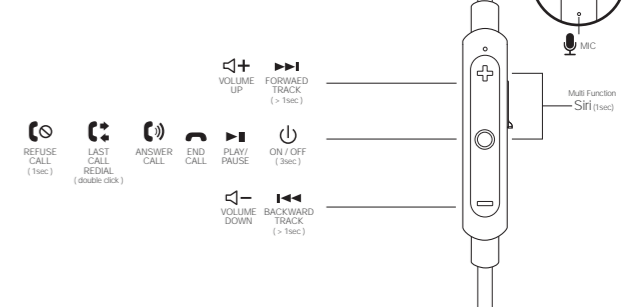 MIC
VOLUME
UP
FORWAED
TRACK
( > 1sec )
Multi Function
Siri (1sec)
REFUSE
CALL
( 1sec )
LAST
CALL
REDIAL
( double click )
ANSWER
CALL
END
CALL
PLAY/
PAUSE
ON / OFF
( 3sec )
VOLUME
DOWN
BACKWARD
TRACK
( > 1sec )